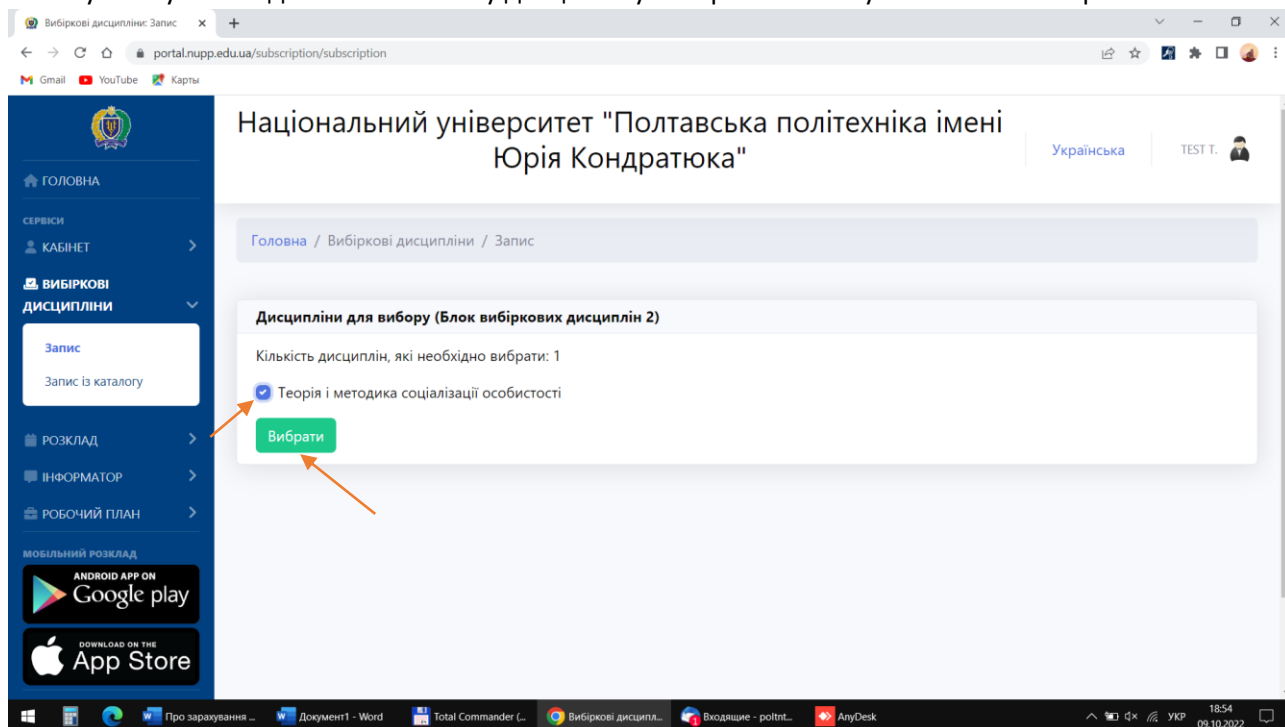 Вибіркові дисципліни: Запис
portal.nupp.edu.ua/subscription/subscription
Gmail YouTube Карты
Національний університет "Полтавська політехніка імені
Юрія Кондратюка"
Українська
TEST T.
ГОЛОВНА
СЕРВІСИ
КАБІНЕТ
ВИБІРКОВІ
ДИСЦИПЛІНИ
Запис
Запис із каталогу
РОЗКЛАД
ІНФОРМАТОР
РОБОЧИЙ ПЛАН
МОБІЛЬНИЙ РОЗКЛАД
ANDROID APP ON
Google play
DOWNLOAD ON THE
App Store
Головна / Вибіркові дисципліни / Запис
Дисципліни для вибору (Блок вибіркових дисциплін 2)
Кількість дисциплін, які необхідно вибрати: 1
Теорія і методика соціалізації особистості
Вибрати
Про зарахування ...
Документ1 - Word
Total Commander (...
Вибіркові дисципл...
Входящие - poltnt...
AnyDesk
УКР
18:54
09.10.2022